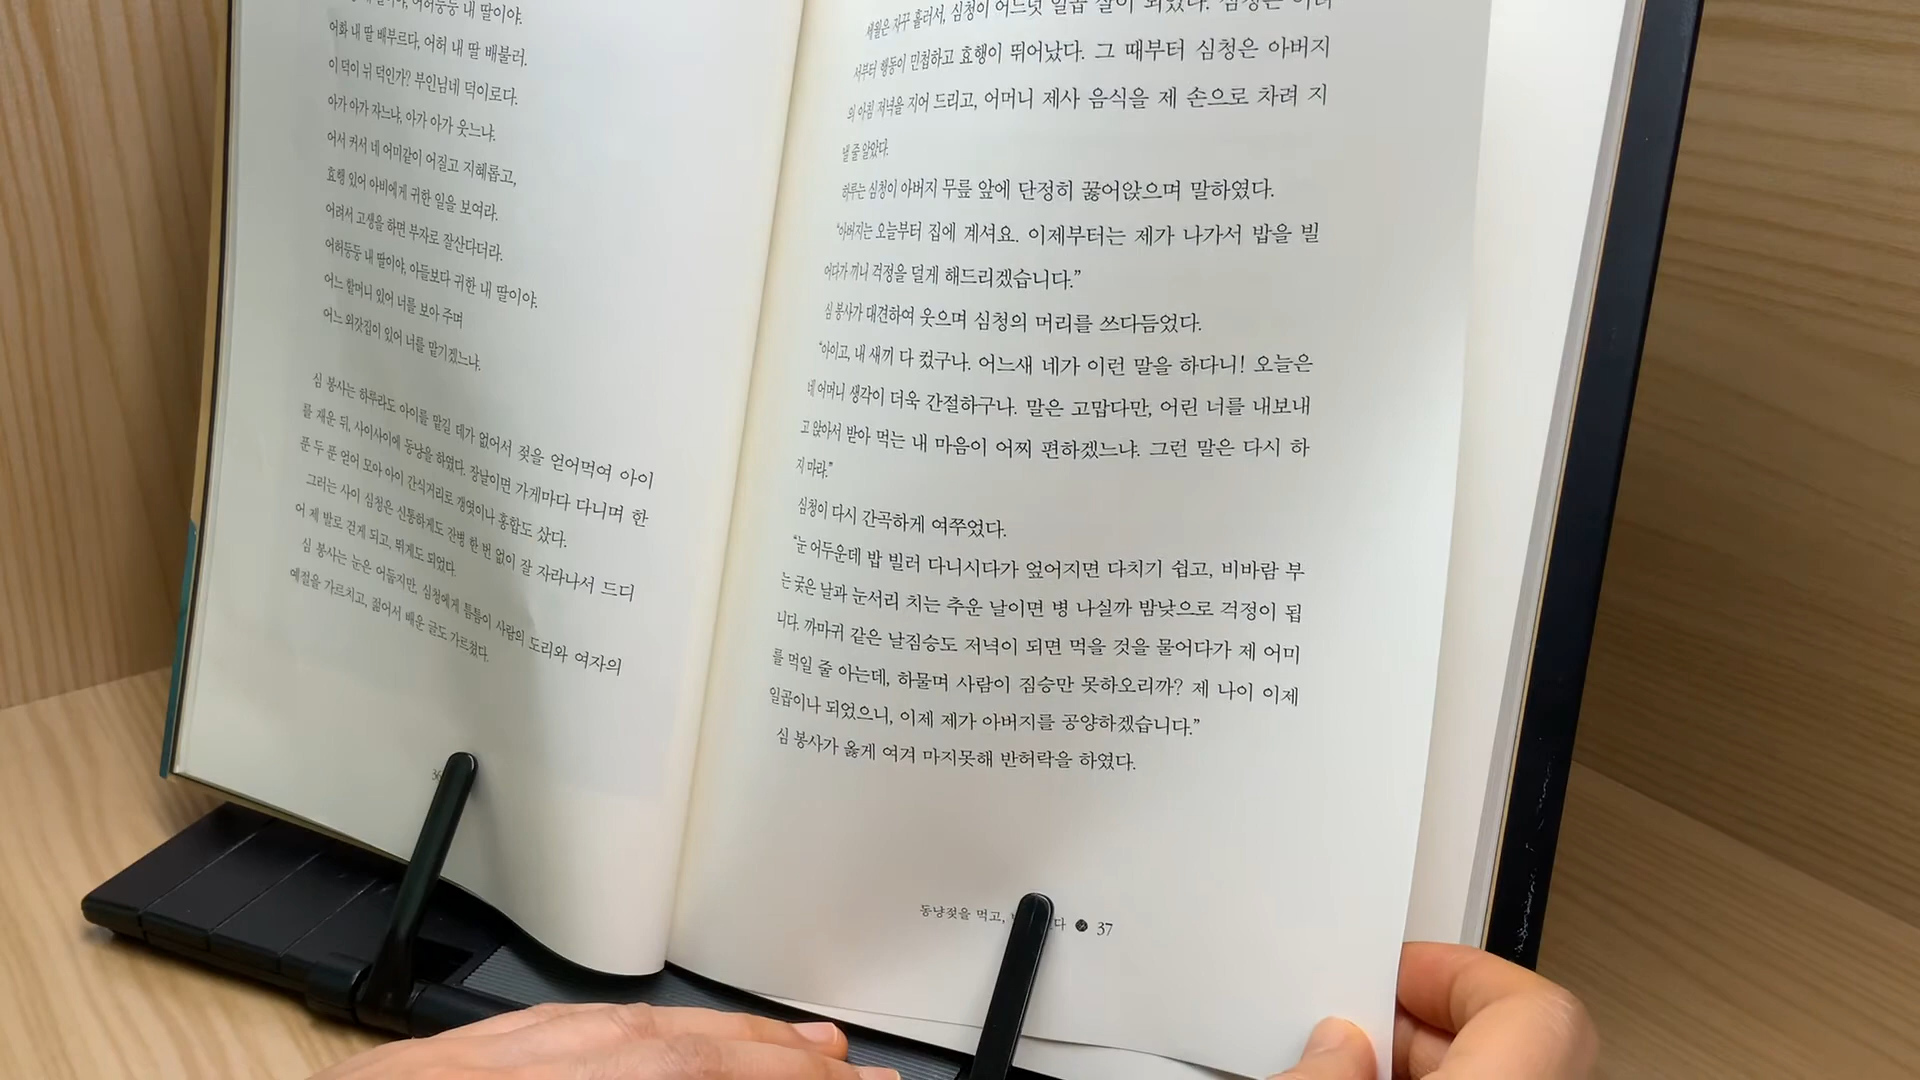 내 딸이야.
어화 내 딸 배부르다, 어허 내 딸 배불러.
이 덕이 뉘 덕인가? 부인님네 덕이로다.
아가 아가 자느냐, 아가 아가 웃느냐.
어서 커서 네 어미같이 어질고 지혜롭고,
효행 있어 아비에게 귀한 일을 보여라.
어려서 고생을 하면 부자로 잘산다더라.
어허둥둥 내 딸이야, 아들보다 귀한 내 딸이야.
어느 할머니 있어 너를 보아 주며
어느 외갓집이 있어 너를 맡기겠느냐.
심 봉사는 하루라도 아이를 맡길 데가 없어서 젖을 얻어먹여 아이
를 재운 뒤, 사이사이에 동냥을 하였다. 장날이면 가게마다 다니며 한
푼 두 푼 얻어 모아 아이 간식거리로 갱엿이나 홍합도 샀다.
그러는 사이 심청은 신통하게도 잔병 한 번 없이 잘 자라나서 드디
어 제 발로 걷게 되고, 뛰게도 되었다.
심 봉사는 눈은 어둡지만, 심청에게 틈틈이 사람의 도리와 여자의
예절을 가르치고, 젊어서 배운 글도 가르쳤다.
세월은 자꾸 흘러서, 심청이 어느덧 일곱 살이 되었다. 심청은 어려
서부터 행동이 민첩하고 효행이 뛰어났다. 그 때부터 심청은 아버지
의 아침 저녁을 지어 드리고, 어머니 제사 음식을 제 손으로 차려 지
낼 줄 알았다.
하루는 심청이 아버지 무릎 앞에 단정히 꿇어앉으며 말하였다.
“아버지는 오늘부터 집에 계셔요. 이제부터는 제가 나가서 밥을 빌
어다가 끼니 걱정을 덜게 해드리겠습니다.”
심 봉사가 대견하여 웃으며 심청의 머리를 쓰다듬었다.
“아이고, 내 새끼 다 컸구나. 어느새 네가 이런 말을 하다니! 오늘은
네 어머니 생각이 더욱 간절하구나. 말은 고맙다만, 어린 너를 내보내
고 앉아서 받아 먹는 내 마음이 어찌 편하겠느냐. 그런 말은 다시 하
지 마라.”
심청이 다시 간곡하게 여쭈었다.
“눈 어두운데 밥 빌러 다니시다가 엎어지면 다치기 쉽고, 비바람 부
는 궂은 날과 눈서리 치는 추운 날이면 병 나실까 밤낮으로 걱정이 됩
니다. 까마귀 같은 날짐승도 저녁이 되면 먹을 것을 물어다가 제 어미
를 먹일 줄 아는데, 하물며 사람이 짐승만 못하오리까? 제 나이 이제
일곱이나 되었으니, 이제 제가 아버지를 공양하겠습니다.”
심 봉사가 옳게 여겨 마지못해 반허락을 하였다.
동냥젖을 먹고, 37